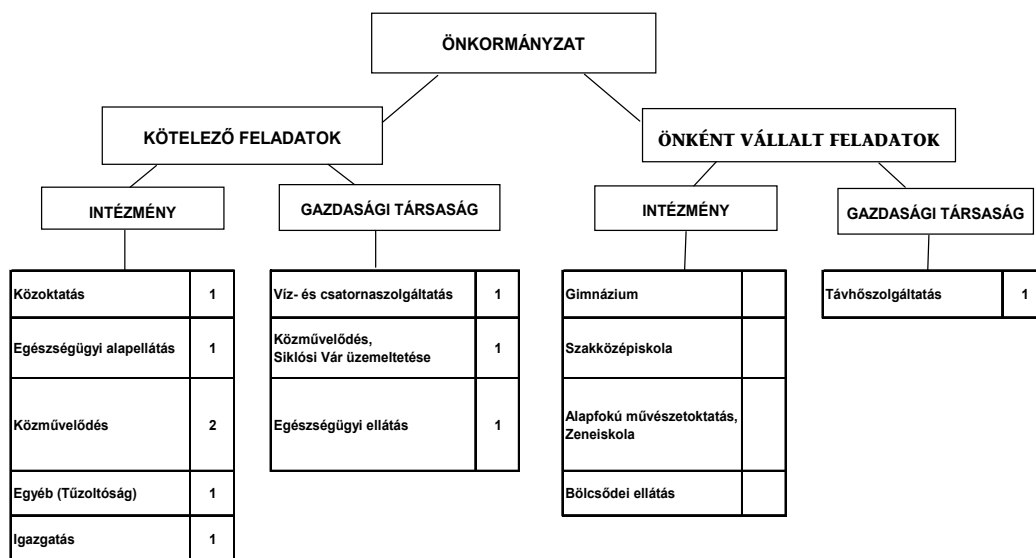 ÖNKORMÁNYZAT
KÖTELEZŐ FELADATOK
ÖNKÉNT VÁLLALT FELADATOK
INTÉZMÉNY
GAZDASÁGI TÁRSASÁG
INTÉZMÉNY
GAZDASÁGI TÁRSASÁG
Közoktatás 1
Egészségügyi alapellátás 1
Közművelődés 2
Egyéb (Tűzoltóság) 1
Igazgatás 1
Víz- és csatornaszolgáltatás 1
Közművelődés,
Siklósi Vár üzemeltetése 1
Egészségügyi ellátás 1
Gimnázium
Szakközépiskola
Alapfokú művészetoktatás,
Zeneiskola
Bölcsődei ellátás
Távhőszolgáltatás 1